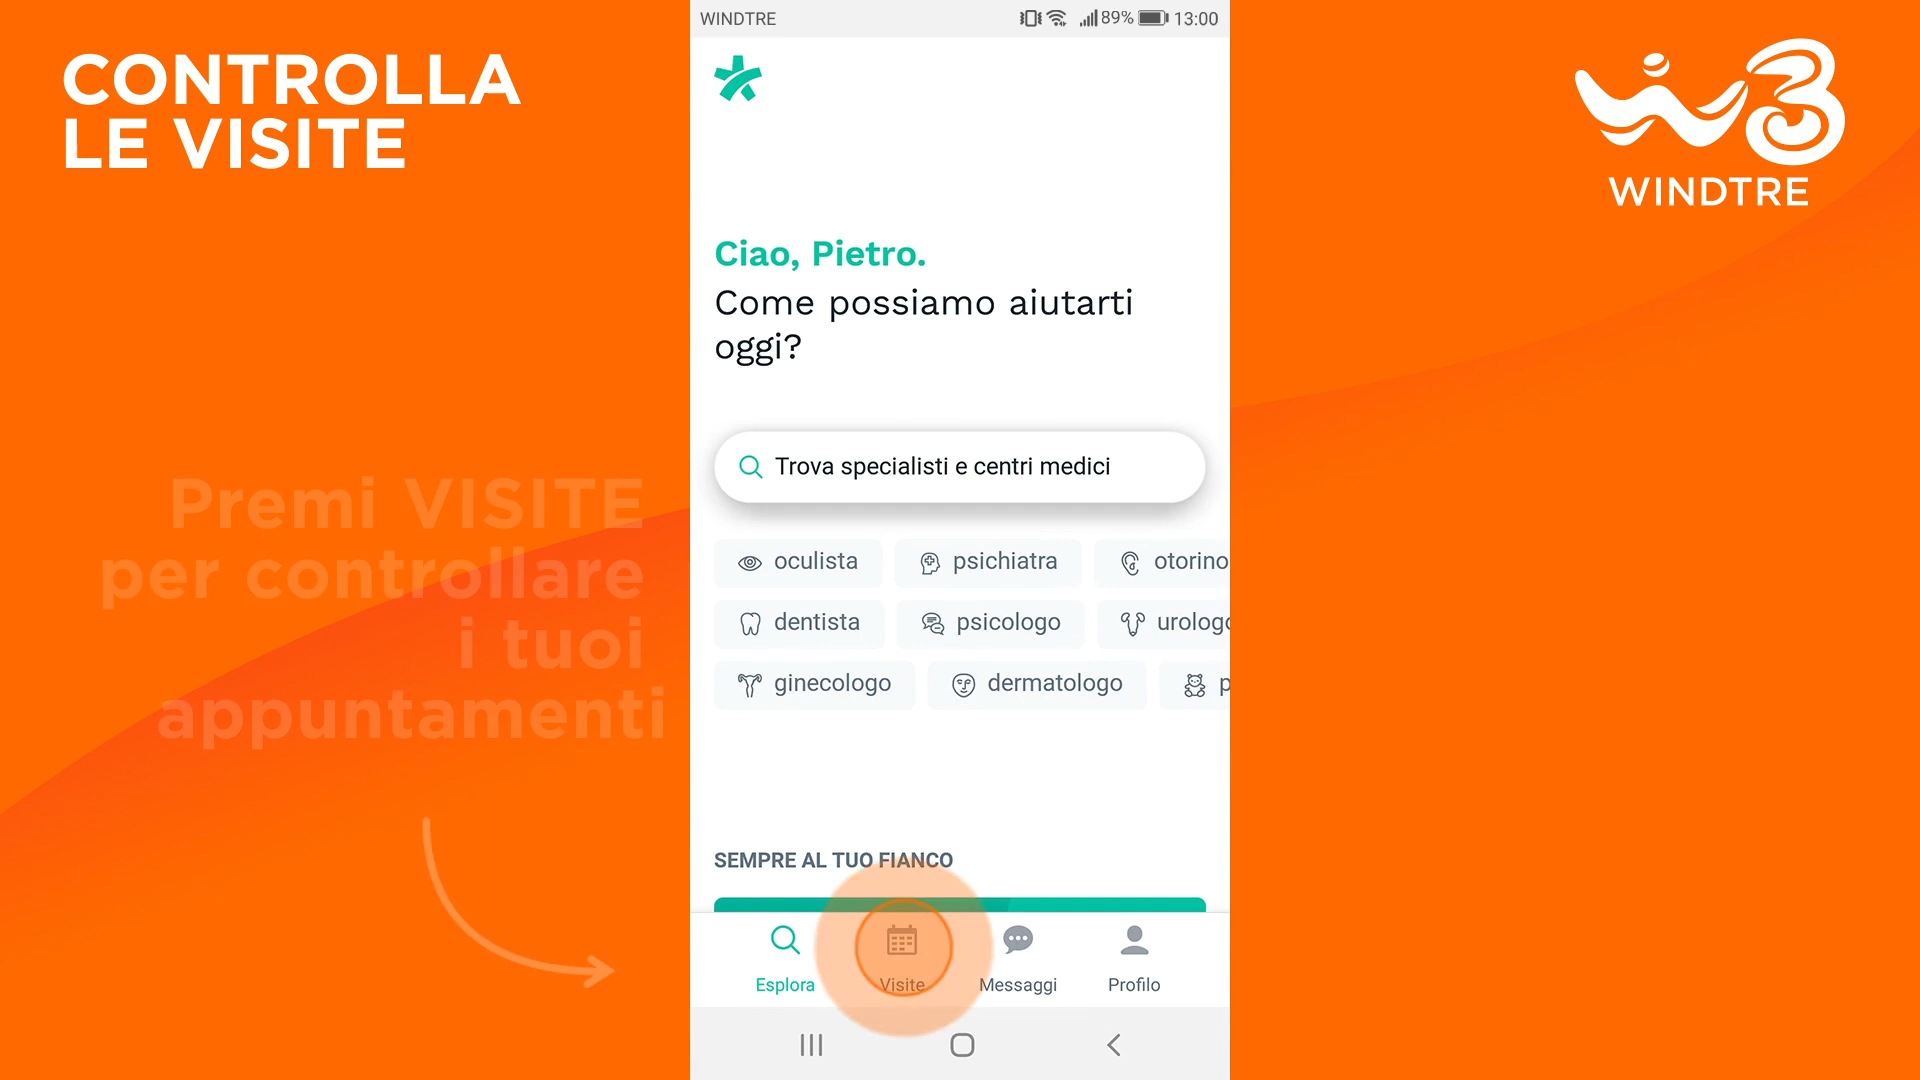 CONTROLLA
LE VISITE
WINDTRE
Premi VISITE
per controllare
i tuoi
appuntamenti
WINDTRE
89%
13:00
Ciao, Pietro.
Come possiamo aiutarti
oggi?
Trova specialisti e centri medici
oculista
psichiatra
otorino
dentista
psicologo
urologo
ginecologo
dermatologo
p
SEMPRE AL TUO FIANCO
Esplora
Visite
Messaggi
Profilo